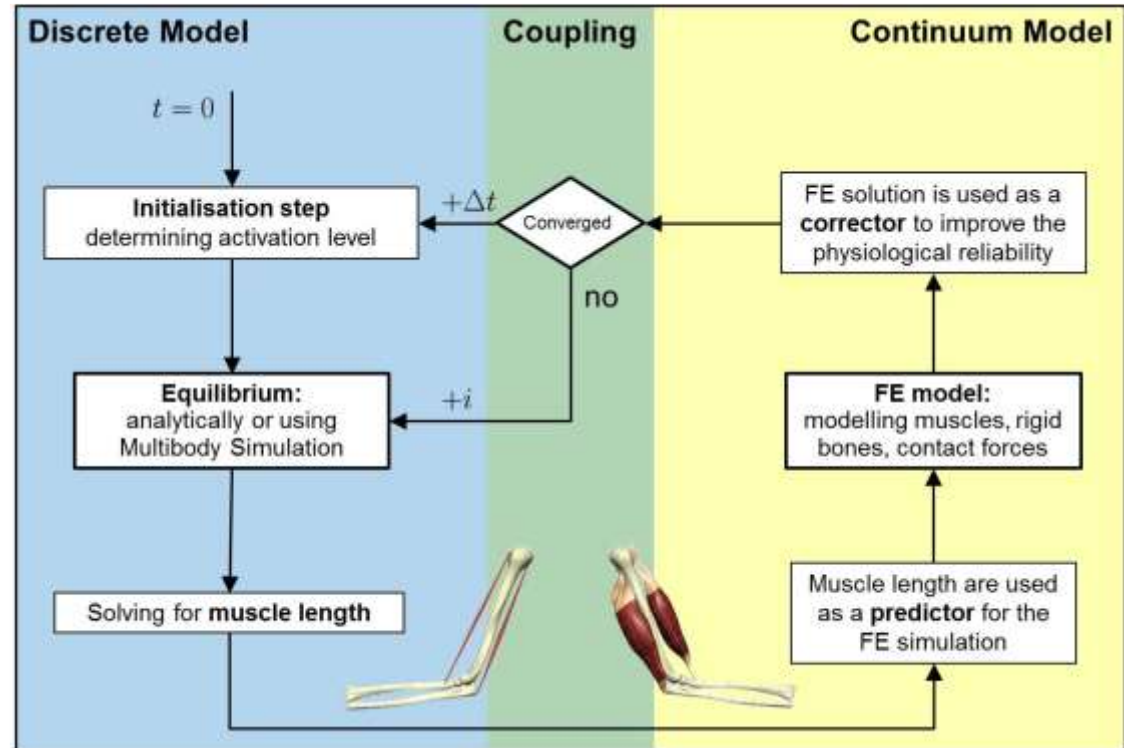 Discrete Model
Coupling
Continuum Model
t = 0
Initialisation step
determining activation level
+Δt
Converged
FE solution is used as a
corrector to improve the
physiological reliability
no
Equilibrium:
analytically or using
Multibody Simulation
+i
FE model:
modelling muscles, rigid
bones, contact forces
Solving for muscle length
Muscle length are used
as a predictor for the
FE simulation